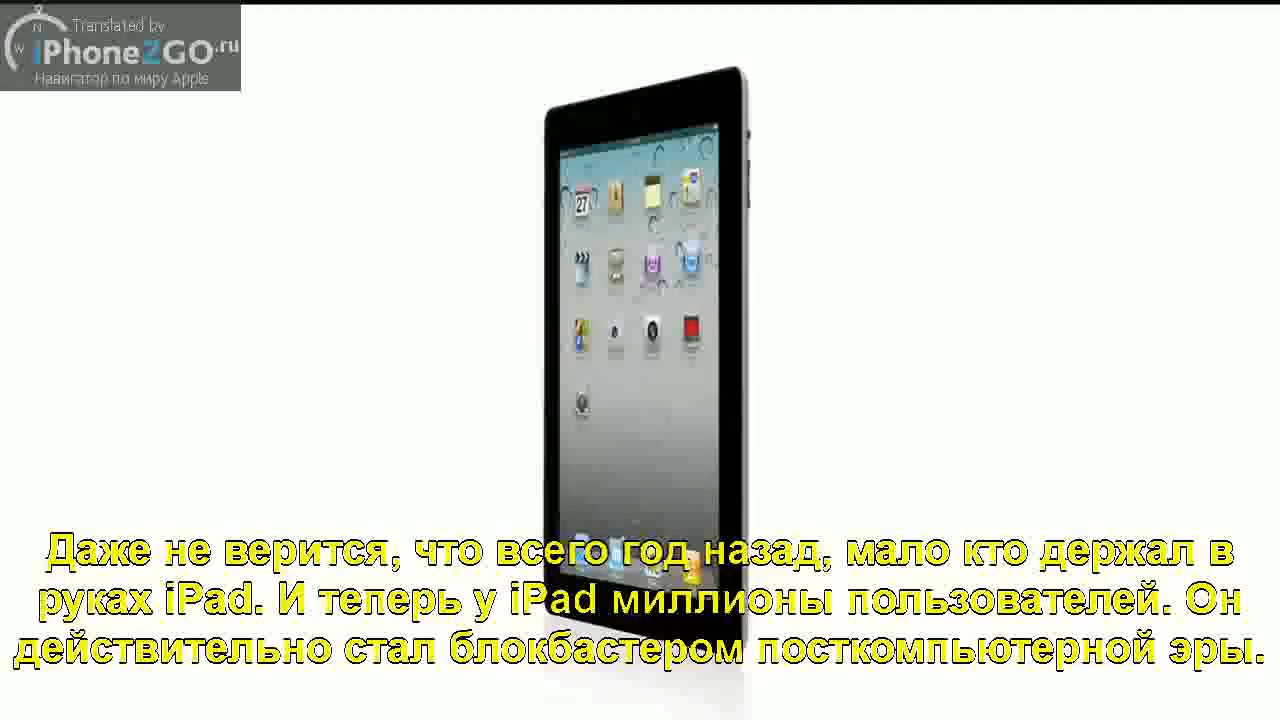 N
Translated by
W iPhone2GO.ru
Навигатор по миру Apple
27
Даже не верится, что всего год назад, мало кто держал в
руках iPad. И теперь у iPad миллионы пользователей. Он
действительно стал блокбастером посткомпьютерной эры.